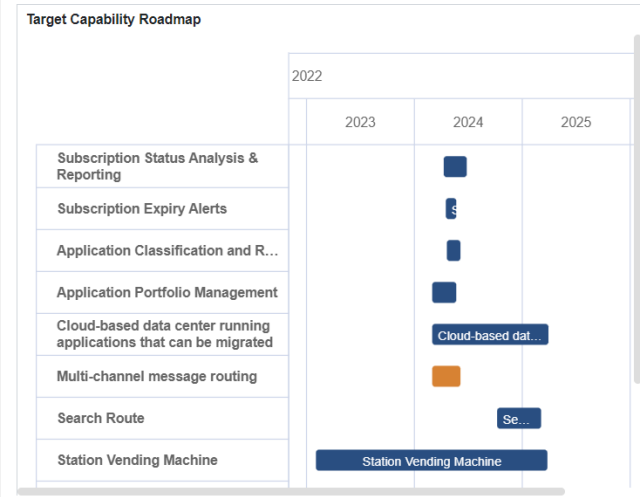 Target Capability Roadmap
2022
2023 2024 2025
Subscription Status Analysis &
Reporting
Subscription Expiry Alerts
S
Application Classification and R...
Application Portfolio Management
Cloud-based data center running
applications that can be migrated
Cloud-based dat...
Multi-channel message routing
Search Route
Se...
Station Vending Machine
Station Vending Machine